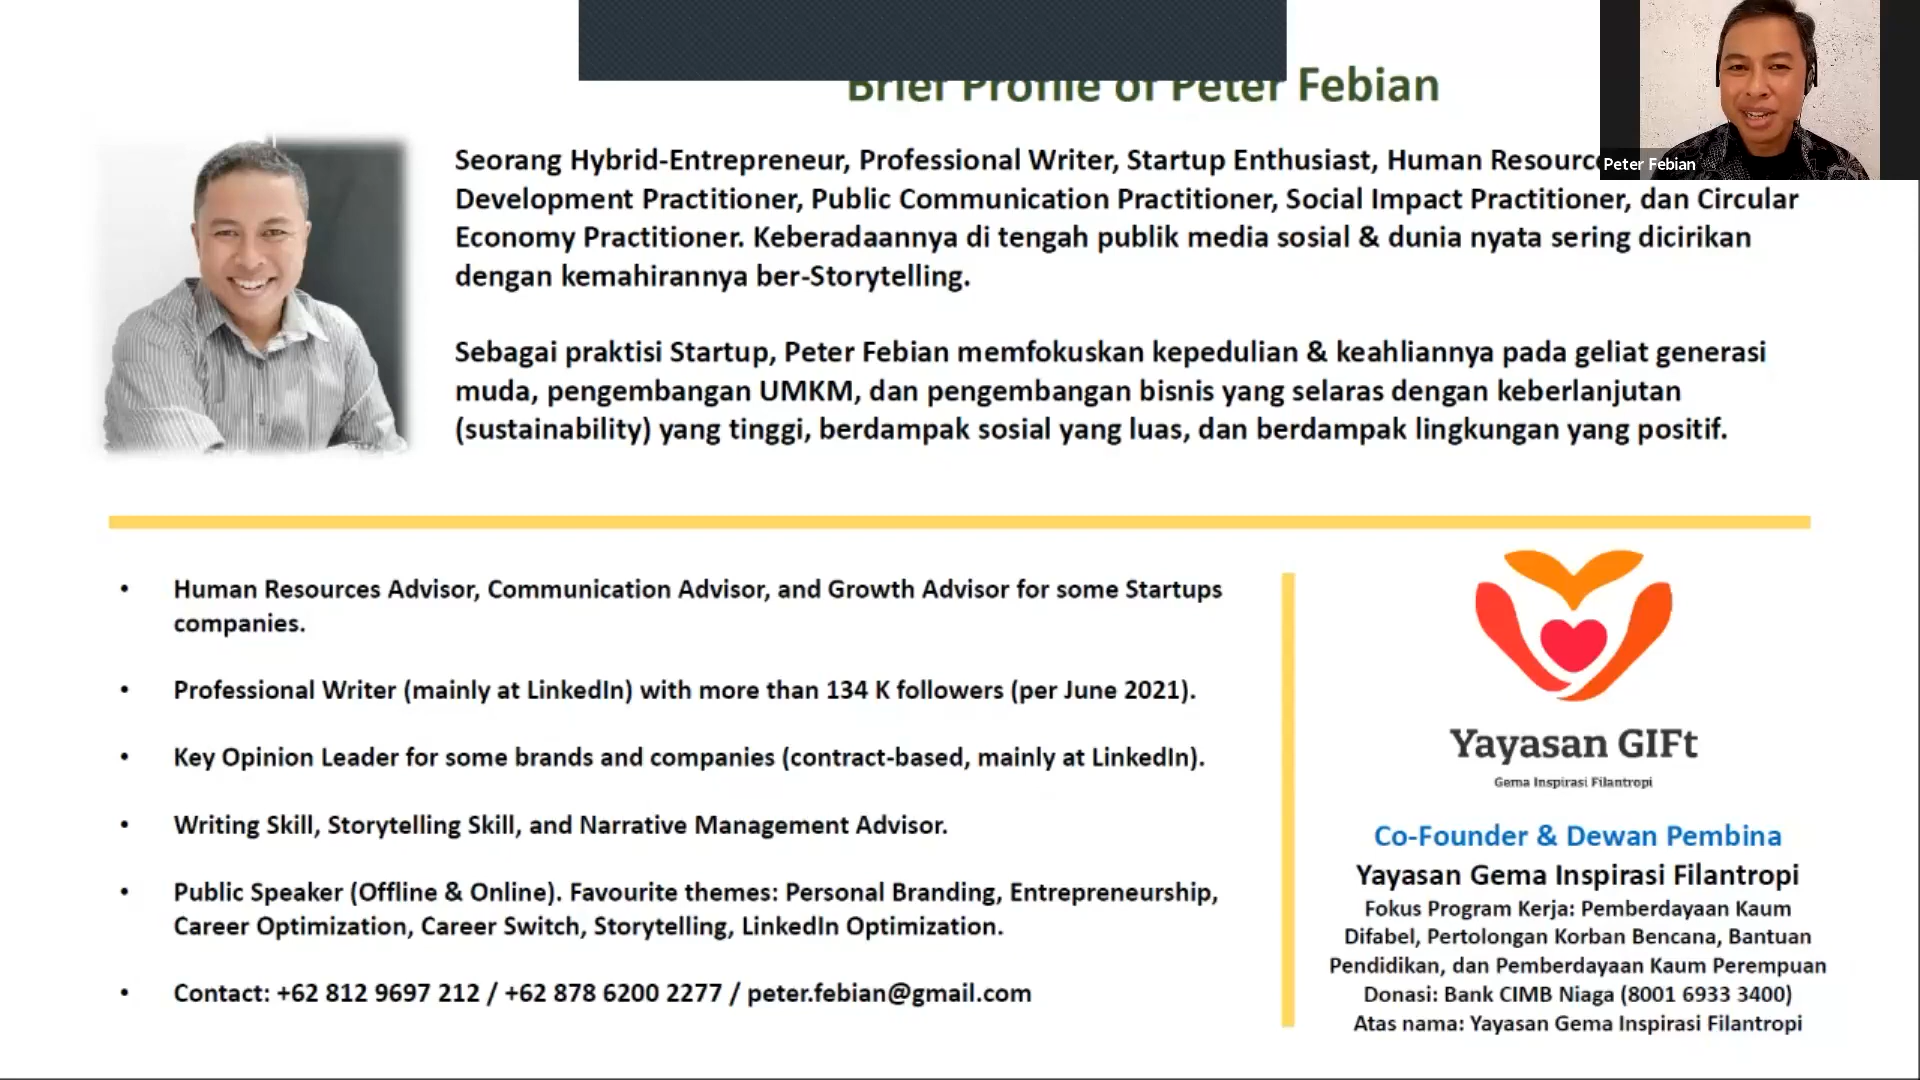 Brief Profile of Peter Febian
Peter Febian
Seorang Hybrid-Entrepreneur, Professional Writer, Startup Enthusiast, Human
Development Practitioner, Public Communication Practitioner, Social Impact Practitioner, dan Circular
Economy Practitioner. Keberadaannya di tengah publik media sosial & dunia nyata sering dicirikan
dengan kemahirannya ber-Storytelling.
Sebagai praktisi Startup, Peter Febian memfokuskan kepedulian & keahliannya pada geliat generasi
muda, pengembangan UMKM, dan pengembangan bisnis yang selaras dengan keberlanjutan
(sustainability) yang tinggi, berdampak sosial yang luas, dan berdampak lingkungan yang positif.
• Human Resources Advisor, Communication Advisor, and Growth Advisor for some Startups
companies.
• Professional Writer (mainly at LinkedIn) with more than 134 K followers (per June 2021).
• Key Opinion Leader for some brands and companies (contract-based, mainly at LinkedIn).
• Writing Skill, Storytelling Skill, and Narrative Management Advisor.
• Public Speaker (Offline & Online). Favourite themes: Personal Branding, Entrepreneurship,
Career Optimization, Career Switch, Storytelling, LinkedIn Optimization.
• Contact: +62 812 9697 212 / +62 878 6200 2277 / peter.febian@gmail.com
Yayasan GIFt
Gema Inspirasi Filantropi
Co-Founder & Dewan Pembina
Yayasan Gema Inspirasi Filantropi
Fokus Program Kerja: Pemberdayaan Kaum
Difabel, Pertolongan Korban Bencana, Bantuan
Pendidikan, dan Pemberdayaan Kaum Perempuan
Donasi: Bank CIMB Niaga (8001 6933 3400)
Atas nama: Yayasan Gema Inspirasi Filantropi